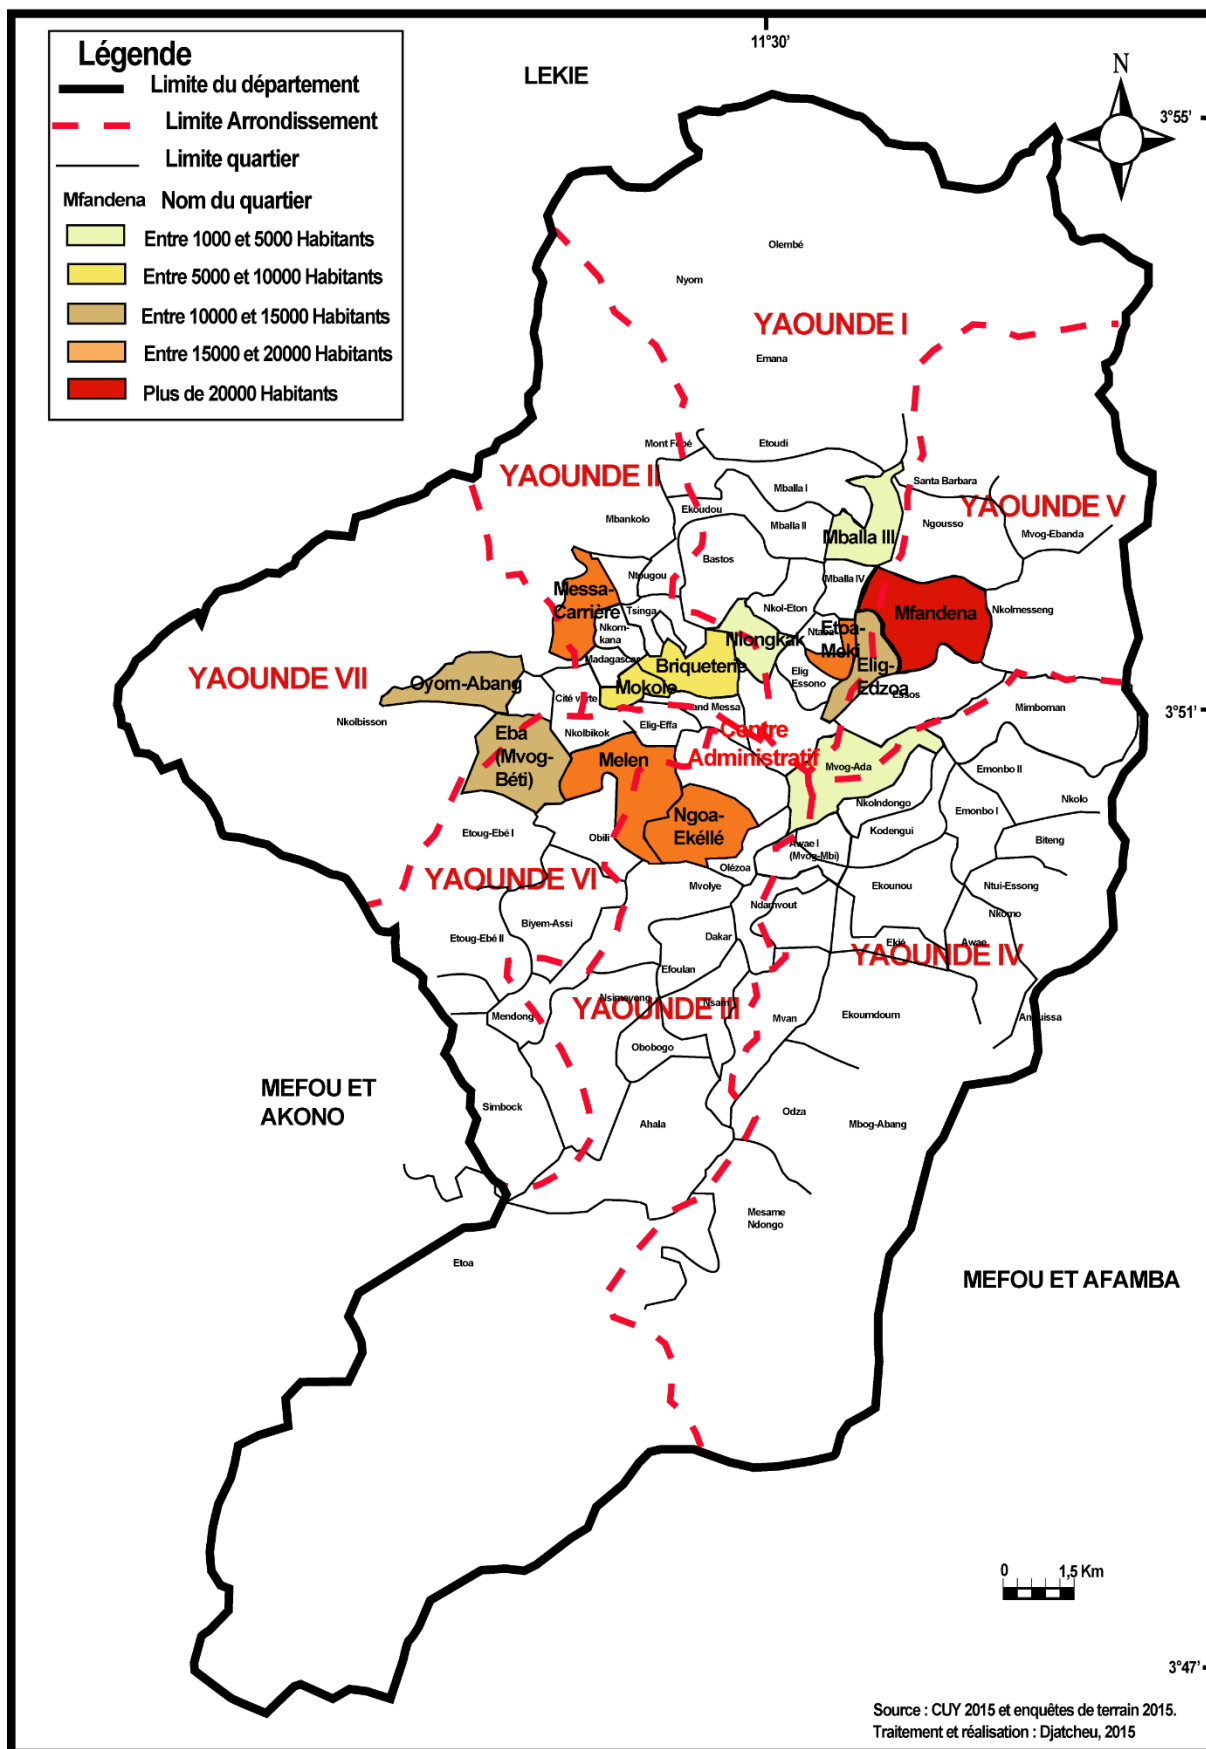 Légende
Limite du département
Limite Arrondissement
Limite quartier
Mfandena Nom du quartier
Entre 1000 et 5000 Habitants
Entre 5000 et 10000 Habitants
Entre 10000 et 15000 Habitants
Entre 15000 et 20000 Habitants
Plus de 20000 Habitants
11°30'
LEKIE
N
3°55'
Olembé
Nyom
YAOUNDE I
Emana
Mont Fébé
Etoudi
YAOUNDE II
Mballa I
Santa Barbara
YAOUNDE V
Mbankolo
Ekoudou
Mballa II
Mballa III
Ngousso
Mvog-Ebanda
Bastos
Ntougou
Mballa IV
Messa-
Carrière
Tsinga
Nkol-Eton
Mfandena
Nkolmesseng
Nkom-
kana
Nlongkak
Etoa-
Meki
Madagascar
Briqueterie
Elig
Essono
Elig-
Edzoa
YAOUNDE VII
Oyom-Abang
Mokole
Cité verte
Essos
Mimboman
3°51'
Nkolbisson
Elig-Effa
Eba
(Mvog-
Béti)
Nkolbikok
Centre
Administratif
Melen
Mvog-Ada
Emonbo II
Nkolndongo
Nkolo
Emonbo I
Ngoa-
Ekéllé
Etoug-Ebé I
Obili
Kodengui
Awae I
(Mvog-Mbi)
Biteng
Olézoa
YAOUNDE VI
Mvolye
Ekounou
Ntui-Essong
Ndamvout
Nkomo
Biyem-Assi
Etoug-Ebé II
Dakar
Ekié
Awae
YAOUNDE IV
Efoulan
Nsimeyong
YAOUNDE III
Nsam
Mendong
Mvan
Ekoumdoum
Obobogo
MEFOU ET
AKONO
Simbock
Odza
Ahala
Mbog-Abang
Mesame
Ndongo
Etoa
MEFOU ET AFAMBA
0 1,5 Km
3°47'
Source : CUY 2015 et enquêtes de terrain 2015.
Traitement et réalisation : Djatcheu, 2015